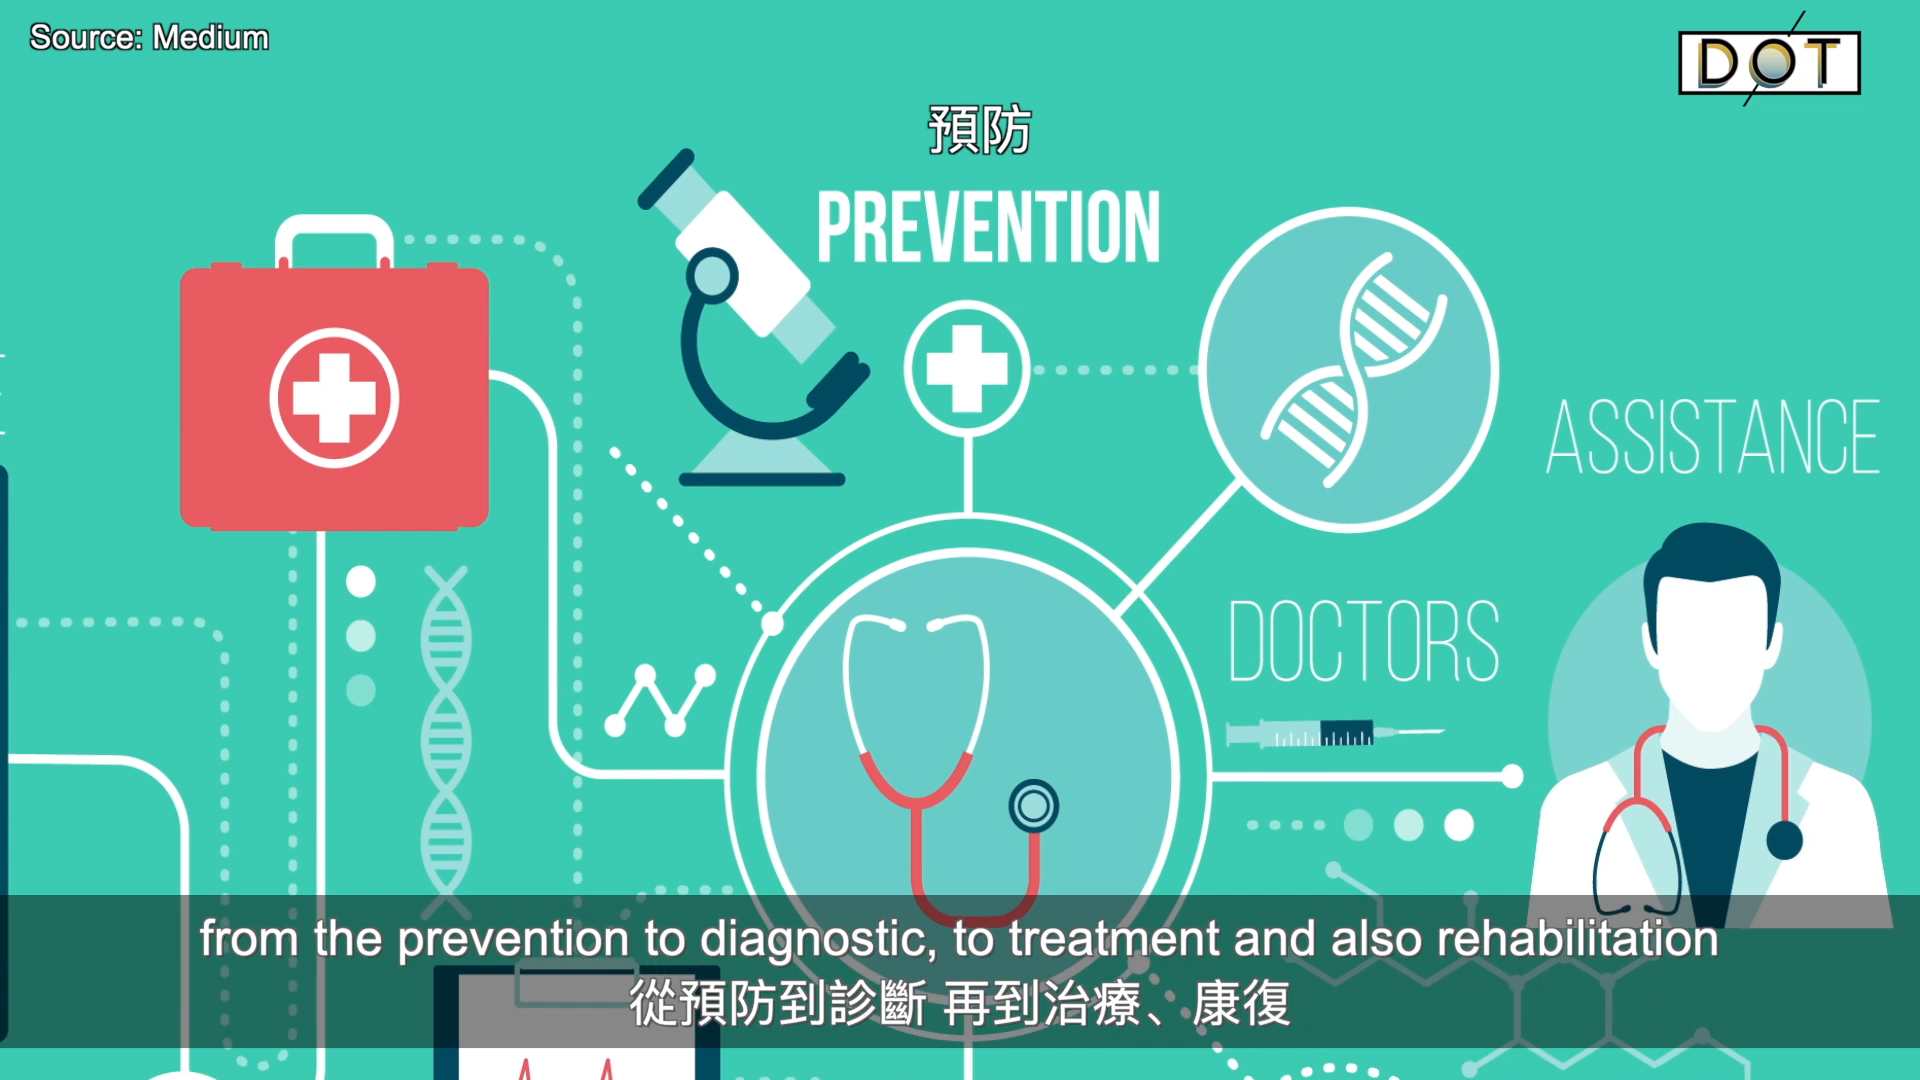 Source: Medium
DOT
預防
PREVENTION
ASSISTANCE
DOCTORS
from the prevention to diagnostic, to treatment and also rehabilitation
從預防到診斷 再到治療、康復